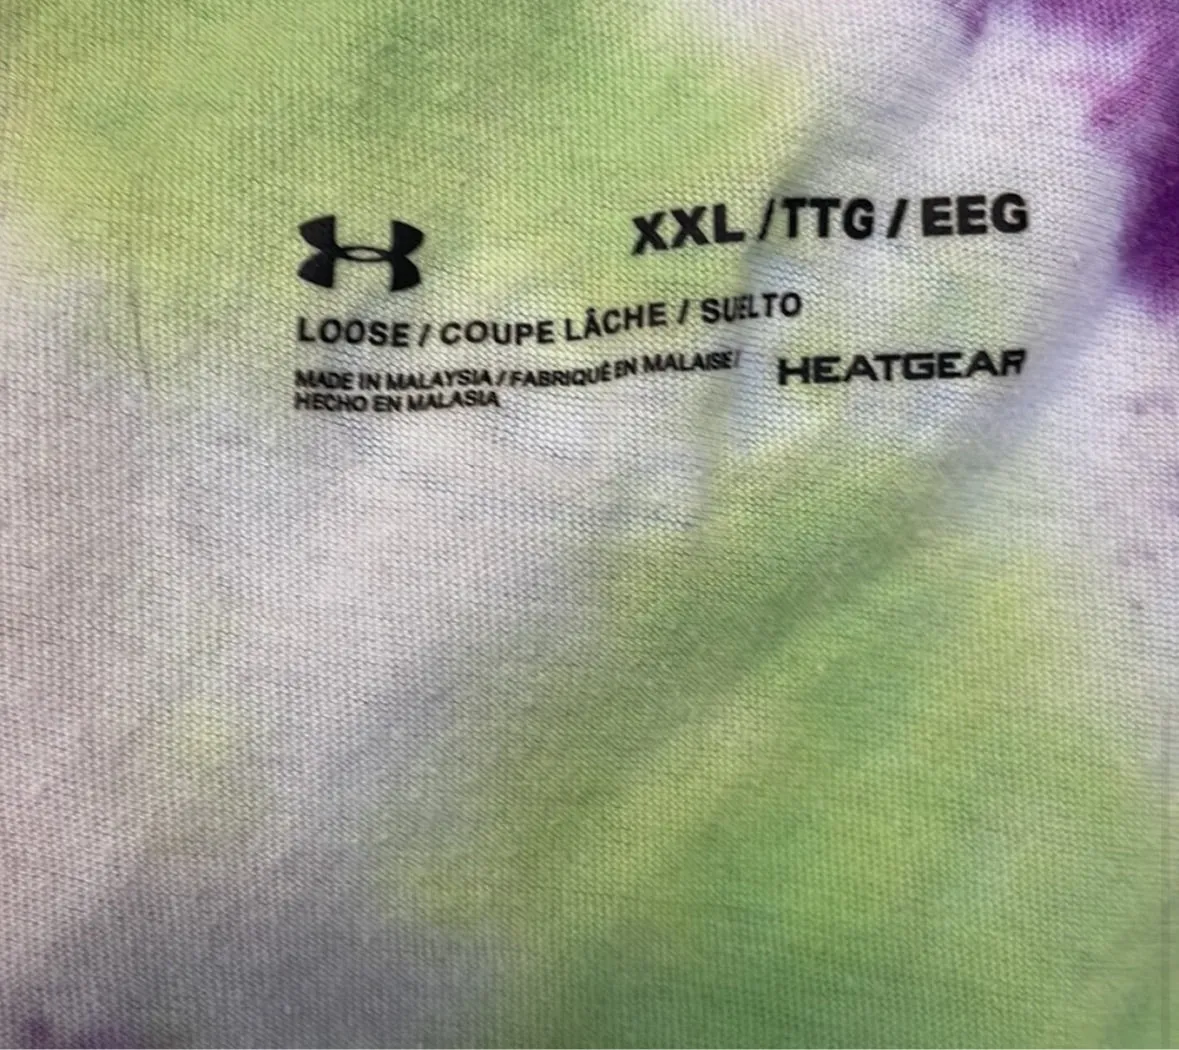 XXL / TTG / EEG
LOOSE / COUPE LÂCHE / SUELTO
MADE IN MALAYSIA / FABRIQUÉ EN MALAISE /
HECHO EN MALASIA
HEATGEAR